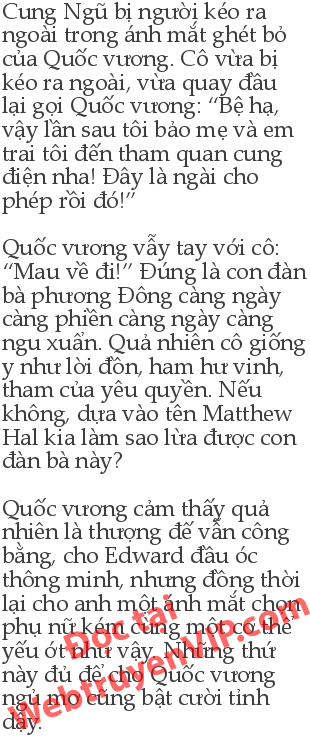 Cung Ngũ bị người kéo ra
ngoài trong ánh mắt ghét bỏ
của Quốc vương. Cô vừa bị
kéo ra ngoài, vừa quay đầu
lại gọi Quốc vương: “Bệ hạ,
vậy lần sau tôi bảo mẹ và em
trai tôi đến tham quan cung
điện nha! Đây là ngài cho
phép rồi đó!”
Quốc vương vẫy tay với cô:
“Mau về đi!” Đúng là con đàn
bà phương Đông càng ngày
càng phiền càng ngày càng
ngu xuẩn. Quả nhiên cô giống
y như lời đồn, ham hư vinh,
tham của yêu quyền. Nếu
không, dựa vào tên Matthew
Hal kia làm sao lừa được con
đàn bà này?
Quốc vương cảm thấy quả
nhiên là thượng đế vẫn công
bằng, cho Edward đầu óc
thông minh, nhưng đồng thời
lại cho anh một ánh mắt chọn
phụ nữ kém cùng một cơ thể
yếu ớt như vậy. Những thứ
này đủ để cho Quốc vương
ngủ mơ cũng bật cười tỉnh
dậy.
Đọc tại
WebtruyenVIP.com